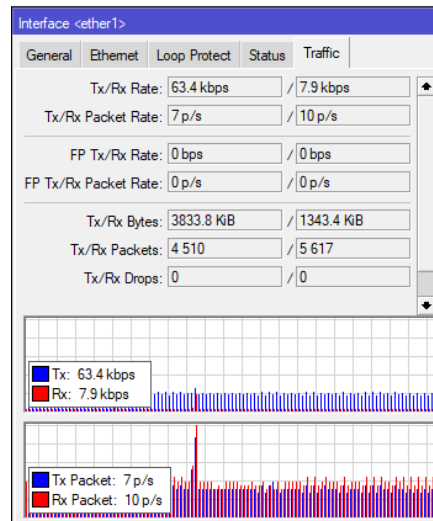 Interface <ether1>
General Ethernet Loop Protect Status Traffic
Tx/Rx Rate: 63.4 kbps / 7.9 kbps
Tx/Rx Packet Rate: 7 p/s / 10 p/s
FP Tx/Rx Rate: 0 bps / 0 bps
FP Tx/Rx Packet Rate: 0 p/s / 0 p/s
Tx/Rx Bytes: 3833.8 KiB / 1343.4 KiB
Tx/Rx Packets: 4 510 / 5 617
Tx/Rx Drops: 0 / 0
Tx: 63.4 kbps
Rx: 7.9 kbps
Tx Packet: 7 p/s
Rx Packet: 10 p/s